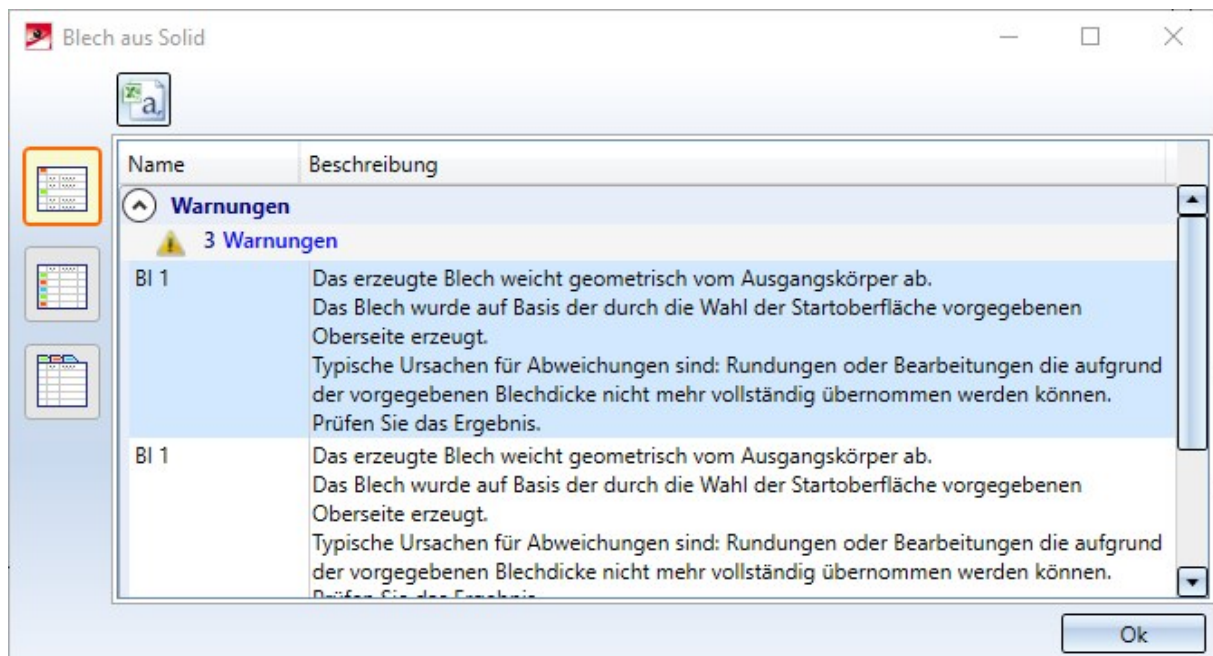 Blech aus Solid
a,
Name Beschreibung
Warnungen
3 Warnungen
Bl 1 Das erzeugte Blech weicht geometrisch vom Ausgangskörper ab.
Das Blech wurde auf Basis der durch die Wahl der Startoberfläche vorgegebenen
Oberseite erzeugt.
Typische Ursachen für Abweichungen sind: Rundungen oder Bearbeitungen die aufgrund
der vorgegebenen Blechdicke nicht mehr vollständig übernommen werden können.
Prüfen Sie das Ergebnis.
Bl 1 Das erzeugte Blech weicht geometrisch vom Ausgangskörper ab.
Das Blech wurde auf Basis der durch die Wahl der Startoberfläche vorgegebenen
Oberseite erzeugt.
Typische Ursachen für Abweichungen sind: Rundungen oder Bearbeitungen die aufgrund
der vorgegebenen Blechdicke nicht mehr vollständig übernommen werden können.
Prüfen Sie das Ergebnis.
Ok